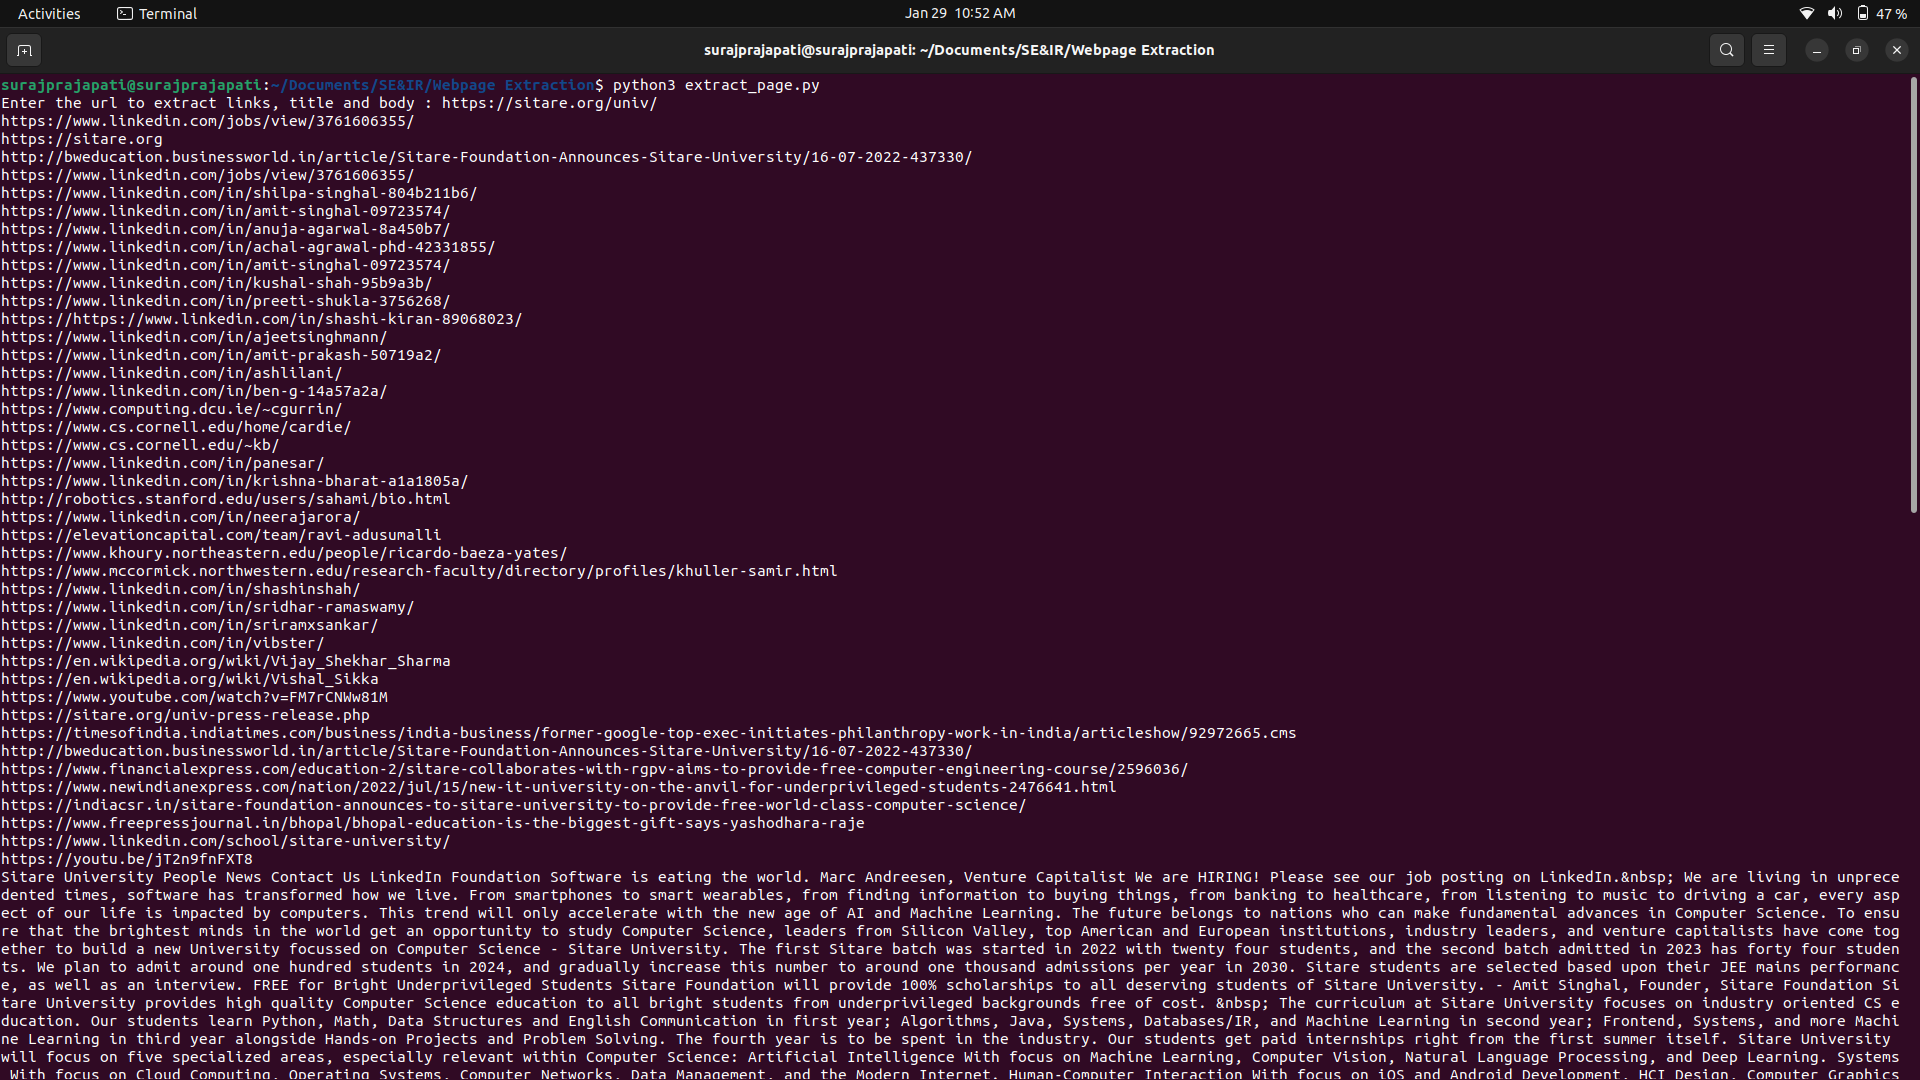 Activities
Terminal
Jan 29 10:52 AM
47 %
surajprajapati@surajprajapati: ~/Documents/SE&IR/Webpage Extraction
surajprajapati@surajprajapati:~/Documents/SE&IR/Webpage Extraction$ python3 extract_page.py
Enter the url to extract links, title and body : https://sitare.org/univ/
https://www.linkedin.com/jobs/view/3761606355/
https://sitare.org
http://bweducation.businessworld.in/article/Sitare-Foundation-Announces-Sitare-University/16-07-2022-437330/
https://www.linkedin.com/jobs/view/3761606355/
https://www.linkedin.com/in/shilpa-singhal-804b211b6/
https://www.linkedin.com/in/amit-singhal-09723574/
https://www.linkedin.com/in/anuja-agarwal-8a450b7/
https://www.linkedin.com/in/achal-agrawal-phd-42331855/
https://www.linkedin.com/in/amit-singhal-09723574/
https://www.linkedin.com/in/kushal-shah-95b9a3b/
https://www.linkedin.com/in/preeti-shukla-3756268/
https://https://www.linkedin.com/in/shashi-kiran-89068023/
https://www.linkedin.com/in/ajeetsinghmann/
https://www.linkedin.com/in/amit-prakash-50719a2/
https://www.linkedin.com/in/ashlilani/
https://www.linkedin.com/in/ben-g-14a57a2a/
https://www.computing.dcu.ie/~cgurrin/
https://www.cs.cornell.edu/home/cardie/
https://www.cs.cornell.edu/~kb/
https://www.linkedin.com/in/panesar/
https://www.linkedin.com/in/krishna-bharat-a1a1805a/
http://robotics.stanford.edu/users/sahami/bio.html
https://www.linkedin.com/in/neerajarora/
https://elevationcapital.com/team/ravi-adusumalli
https://www.khoury.northeastern.edu/people/ricardo-baeza-yates/
https://www.mccormick.northwestern.edu/research-faculty/directory/profiles/khuller-samir.html
https://www.linkedin.com/in/shashinshah/
https://www.linkedin.com/in/sridhar-ramaswamy/
https://www.linkedin.com/in/sriramxsankar/
https://www.linkedin.com/in/vibster/
https://en.wikipedia.org/wiki/Vijay_Shekhar_Sharma
https://en.wikipedia.org/wiki/Vishal_Sikka
https://www.youtube.com/watch?v=FM7rCNWw81M
https://sitare.org/univ-press-release.php
https://timesofindia.indiatimes.com/business/india-business/former-google-top-exec-initiates-philanthropy-work-in-india/articleshow/92972665.cms
http://bweducation.businessworld.in/article/Sitare-Foundation-Announces-Sitare-University/16-07-2022-437330/
https://www.financialexpress.com/education-2/sitare-collaborates-with-rgpv-aims-to-provide-free-computer-engineering-course/2596036/
https://www.newindianexpress.com/nation/2022/jul/15/new-it-university-on-the-anvil-for-underprivileged-students-2476641.html
https://indiacsr.in/sitare-foundation-announces-to-sitare-university-to-provide-free-world-class-computer-science/
https://www.freepressjournal.in/bhopal/bhopal-education-is-the-biggest-gift-says-yashodhara-raje
https://www.linkedin.com/school/sitare-university/
https://youtu.be/jT2n9fnFXT8
Sitare University People News Contact Us LinkedIn Foundation Software is eating the world. Marc Andreesen, Venture Capitalist We are HIRING! Please see our job posting on LinkedIn.&nbsp; We are living in unprece
dented times, software has transformed how we live. From smartphones to smart wearables, from finding information to buying things, from banking to healthcare, from listening to music to driving a car, every asp
ect of our life is impacted by computers. This trend will only accelerate with the new age of AI and Machine Learning. The future belongs to nations who can make fundamental advances in Computer Science. To ensu
re that the brightest minds in the world get an opportunity to study Computer Science, leaders from Silicon Valley, top American and European institutions, industry leaders, and venture capitalists have come tog
ether to build a new University focussed on Computer Science - Sitare University. The first Sitare batch was started in 2022 with twenty four students, and the second batch admitted in 2023 has forty four studen
ts. We plan to admit around one hundred students in 2024, and gradually increase this number to around one thousand admissions per year in 2030. Sitare students are selected based upon their JEE mains performanc
e, as well as an interview. FREE for Bright Underprivileged Students Sitare Foundation will provide 100% scholarships to all deserving students of Sitare University. - Amit Singhal, Founder, Sitare Foundation Si
tare University provides high quality Computer Science education to all bright students from underprivileged backgrounds free of cost. &nbsp; The curriculum at Sitare University focuses on industry oriented CS e
ducation. Our students learn Python, Math, Data Structures and English Communication in first year; Algorithms, Java, Systems, Databases/IR, and Machine Learning in second year; Frontend, Systems, and more Machi
ne Learning in third year alongside Hands-on Projects and Problem Solving. The fourth year is to be spent in the industry. Our students get paid internships right from the first summer itself. Sitare University
will focus on five specialized areas, especially relevant within Computer Science: Artificial Intelligence With focus on Machine Learning, Computer Vision, Natural Language Processing, and Deep Learning. Systems
With focus on Cloud Computing, Operating Systems, Computer Networks, Data Management, and the Modern Internet. Human-Computer Interaction With focus on iOS and Android Development, HCI Design, Computer Graphics